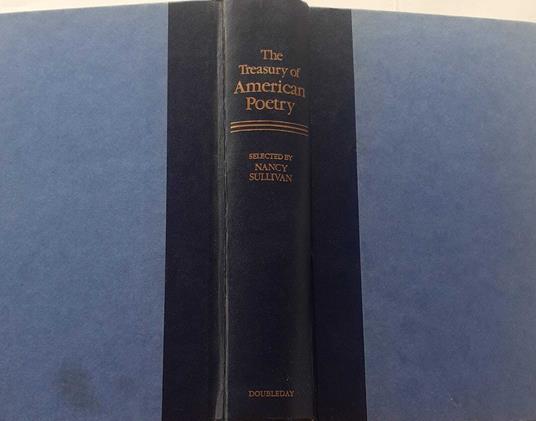 The
Treasury of
American
Poetry
SELECTED BY
NANCY
SULLIVAN
DOUBLEDAY